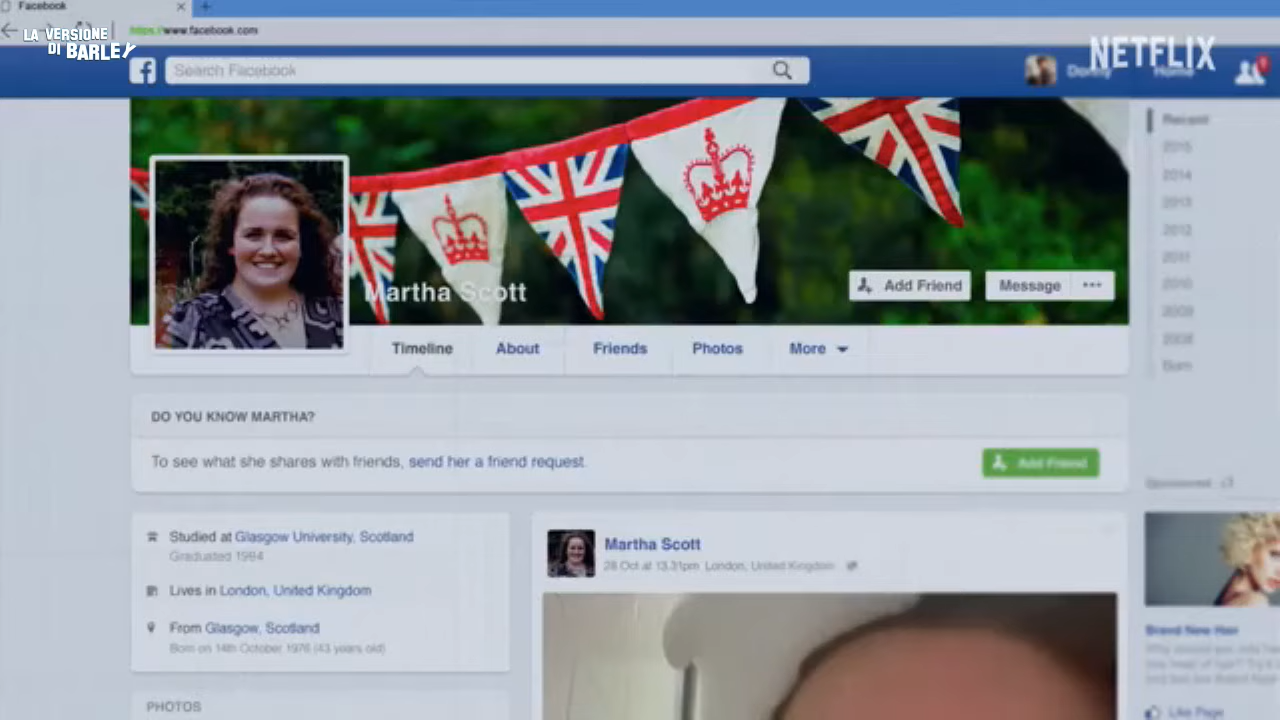 Facebook
https://www.facebook.com
LA VERSIONE
DI BARLEY
NETFLIX
Search Facebook
Home
Martha Scott
Add Friend
Message
Timeline
About
Friends
Photos
More
Recent
2015
2014
2013
2012
2011
2010
2009
2008
Born
DO YOU KNOW MARTHA?
To see what she shares with friends, send her a friend request.
Add Friend
Studied at Glasgow University, Scotland
Graduated 1994
Lives in London, United Kingdom
From Glasgow, Scotland
Born on 14th October 1976 (43 years old)
PHOTOS
Martha Scott
28 Oct at 13.31pm London, United Kingdom
Sponsored
Brand New Hair
Like Page